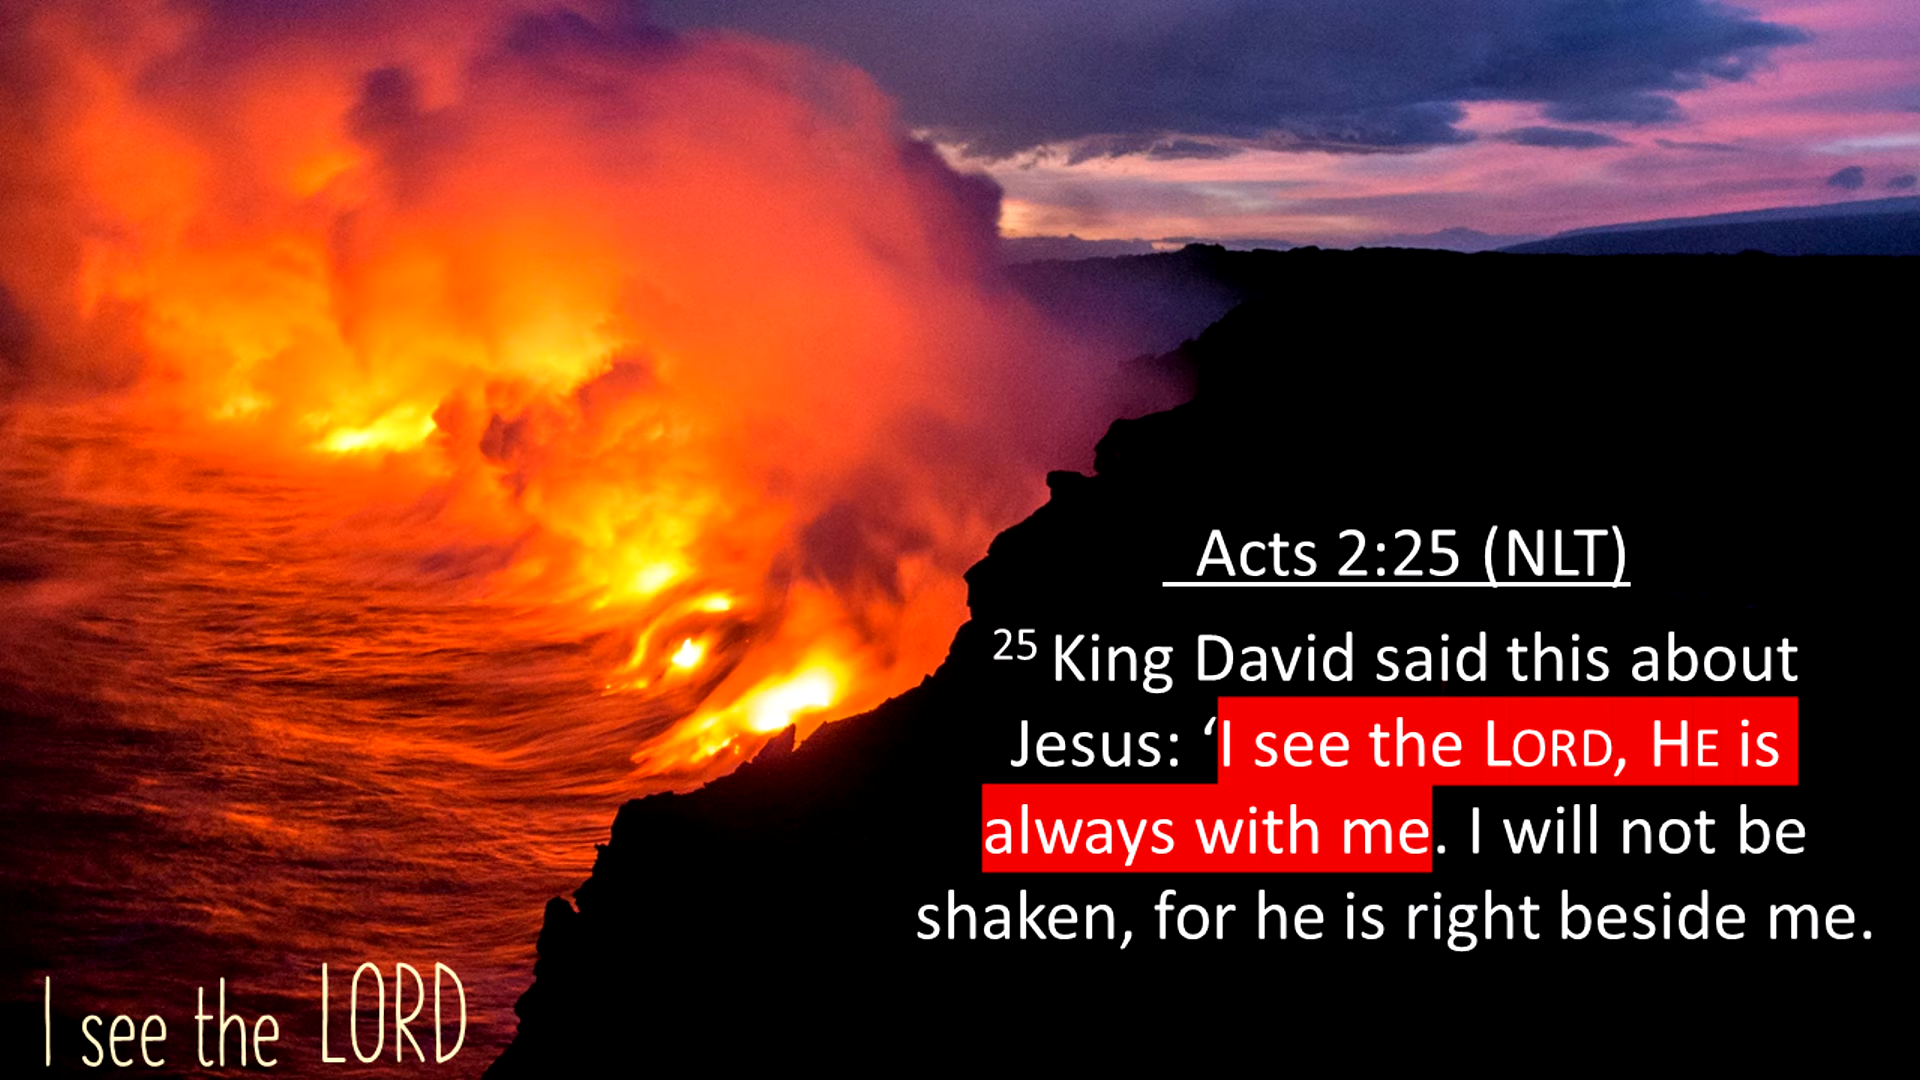 Acts 2:25 (NLT)
25 King David said this about
Jesus: ‘I see the LORD, HE is
always with me. I will not be
shaken, for he is right beside me.
I see the LORD